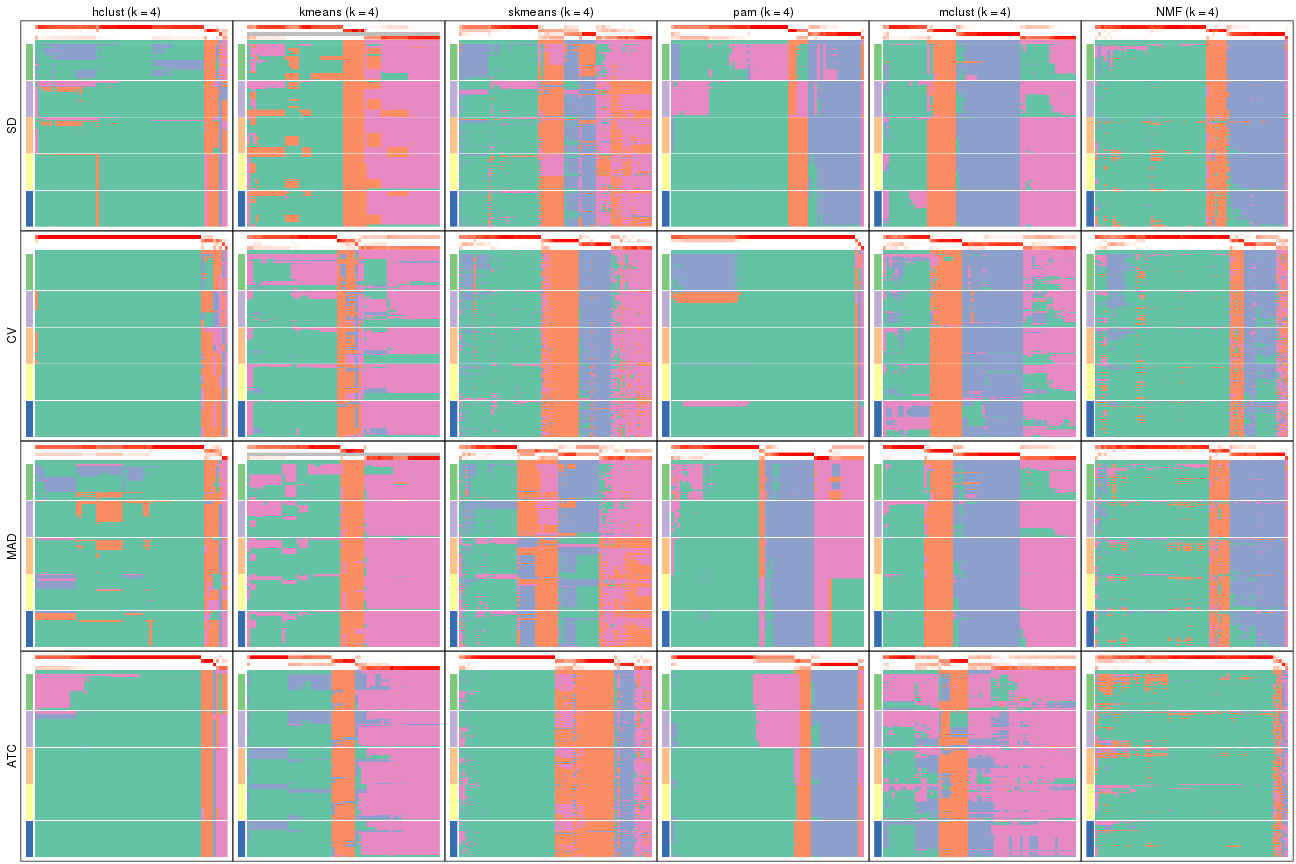 hclust (k = 4) kmeans (k = 4) skmeans (k = 4) pam (k = 4) mclust (k = 4) NMF (k = 4)
SD
CV
MAD
ATC